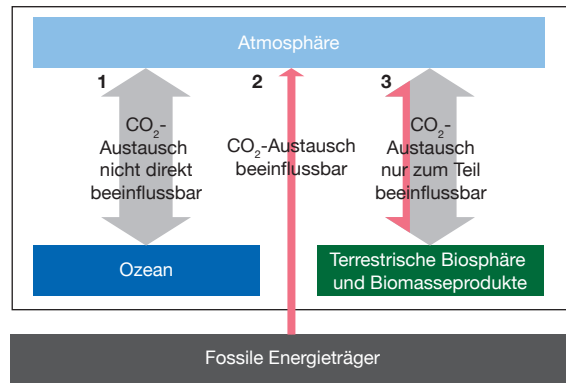 Atmosphäre
1
2
3
CO₂-
Austausch
nicht direkt
beeinflussbar
CO₂-Austausch
beeinflussbar
CO₂-
Austausch
nur zum Teil
beeinflussbar
Ozean
Terrestrische Biosphäre
und Biomasseprodukte
Fossile Energieträger